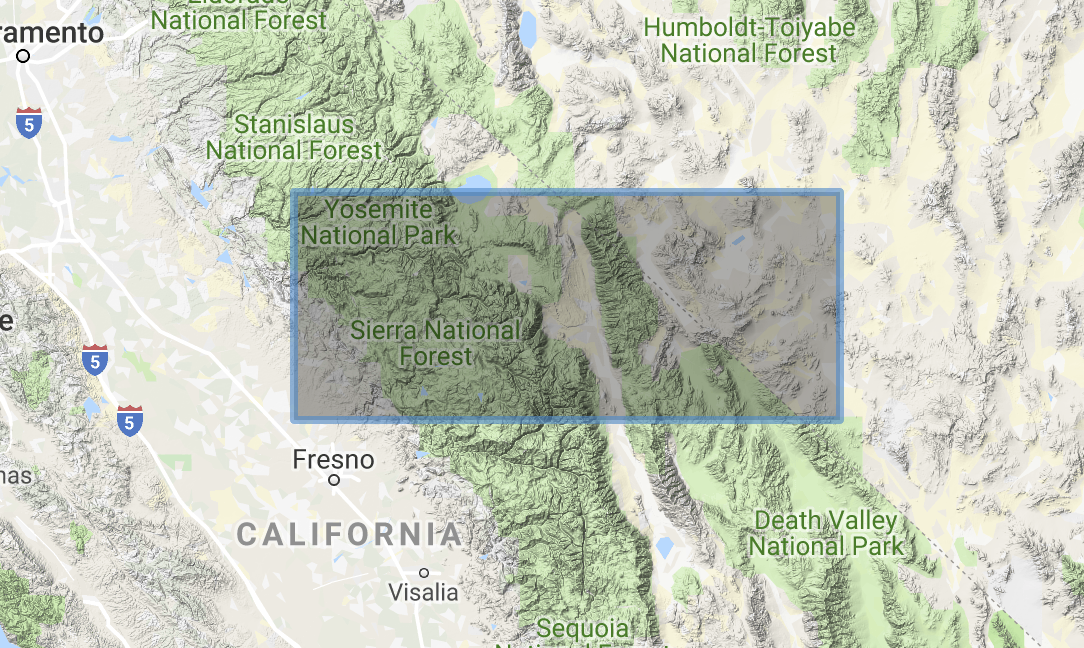 Eldorado
National Forest
ramento
Humboldt-Toiyabe
National Forest
5
Stanislaus
National Forest
Yosemite
National Park
e
Sierra National
Forest
5
5
Fresno
nas
CALIFORNIA
Death Valley
National Park
Visalia
Sequoia